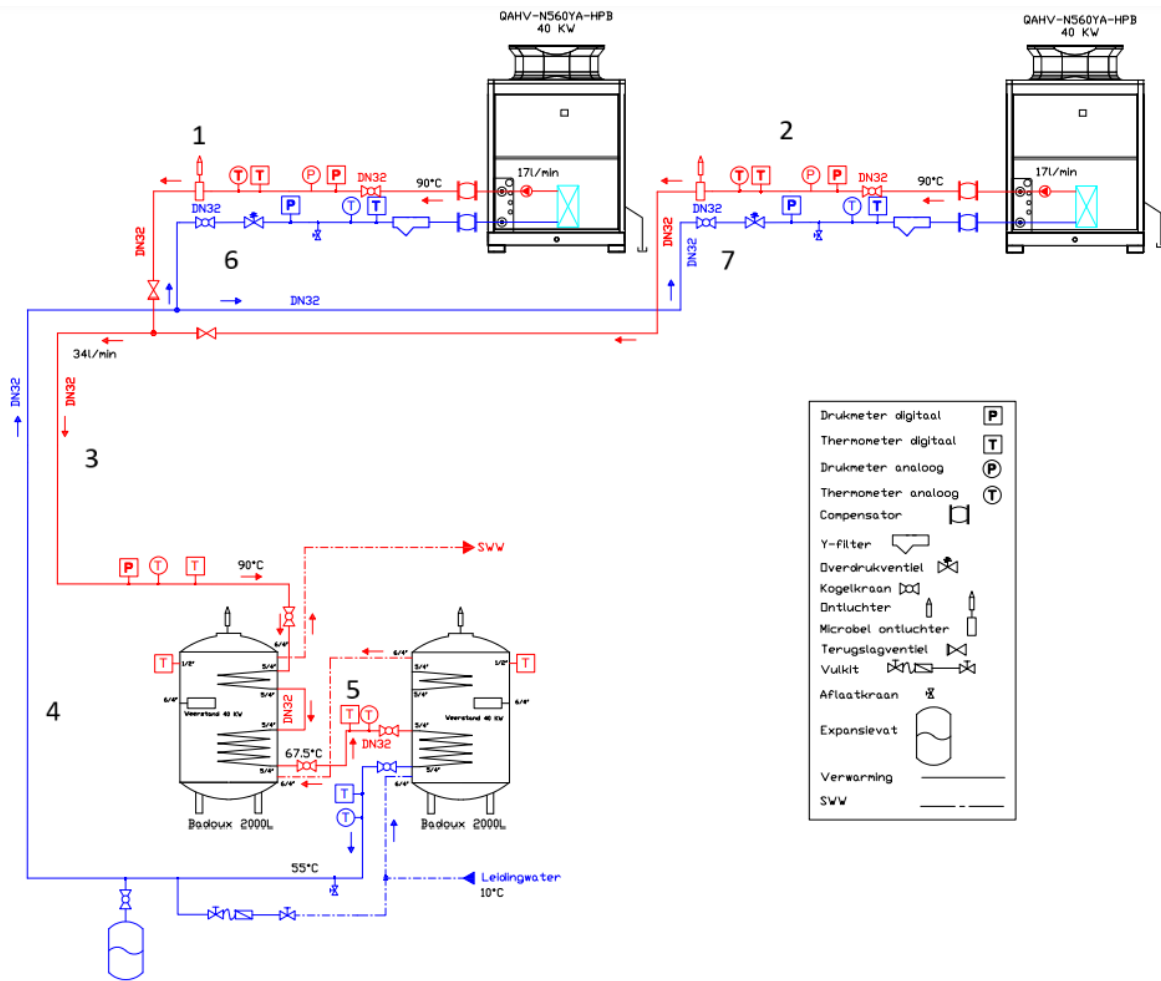 QAHV-N560YA-HPB
40 KW
QAHV-N560YA-HPB
40 KW
1
2
17l/min
17l/min
T
T
P
P
DN32
90°C
T
T
P
P
DN32
90°C
DN32
P
T
T
DN32
P
T
T
DN32
6
DN32
7
DN32
DN32
34l/min
DN32
DN32
3
Drukmeter digitaal
P
Thermometer digitaal
T
Drukmeter analoog
P
Thermometer analoog
T
Compensator
Y-filter
Overdrukventiel
Kogelkraan
Ontluchter
Microbel ontluchter
Terugslagventiel
Vulkit
Aflaatkraan
Expansievat
Verwarming
SWW
SWW
P
T
T
90°C
6/4"
6/4"
T
1/2"
5/4"
5/4"
1/2"
T
5/4"
5/4"
6/4"
Weerstand 40 KW
DN32
5
Weerstand 40 KW
6/4"
4
T
T
5/4"
5/4"
DN32
67.5°C
5/4"
5/4"
6/4"
6/4"
T
T
Badoux 2000L
Badoux 2000L
55°C
Leidingwater
10°C